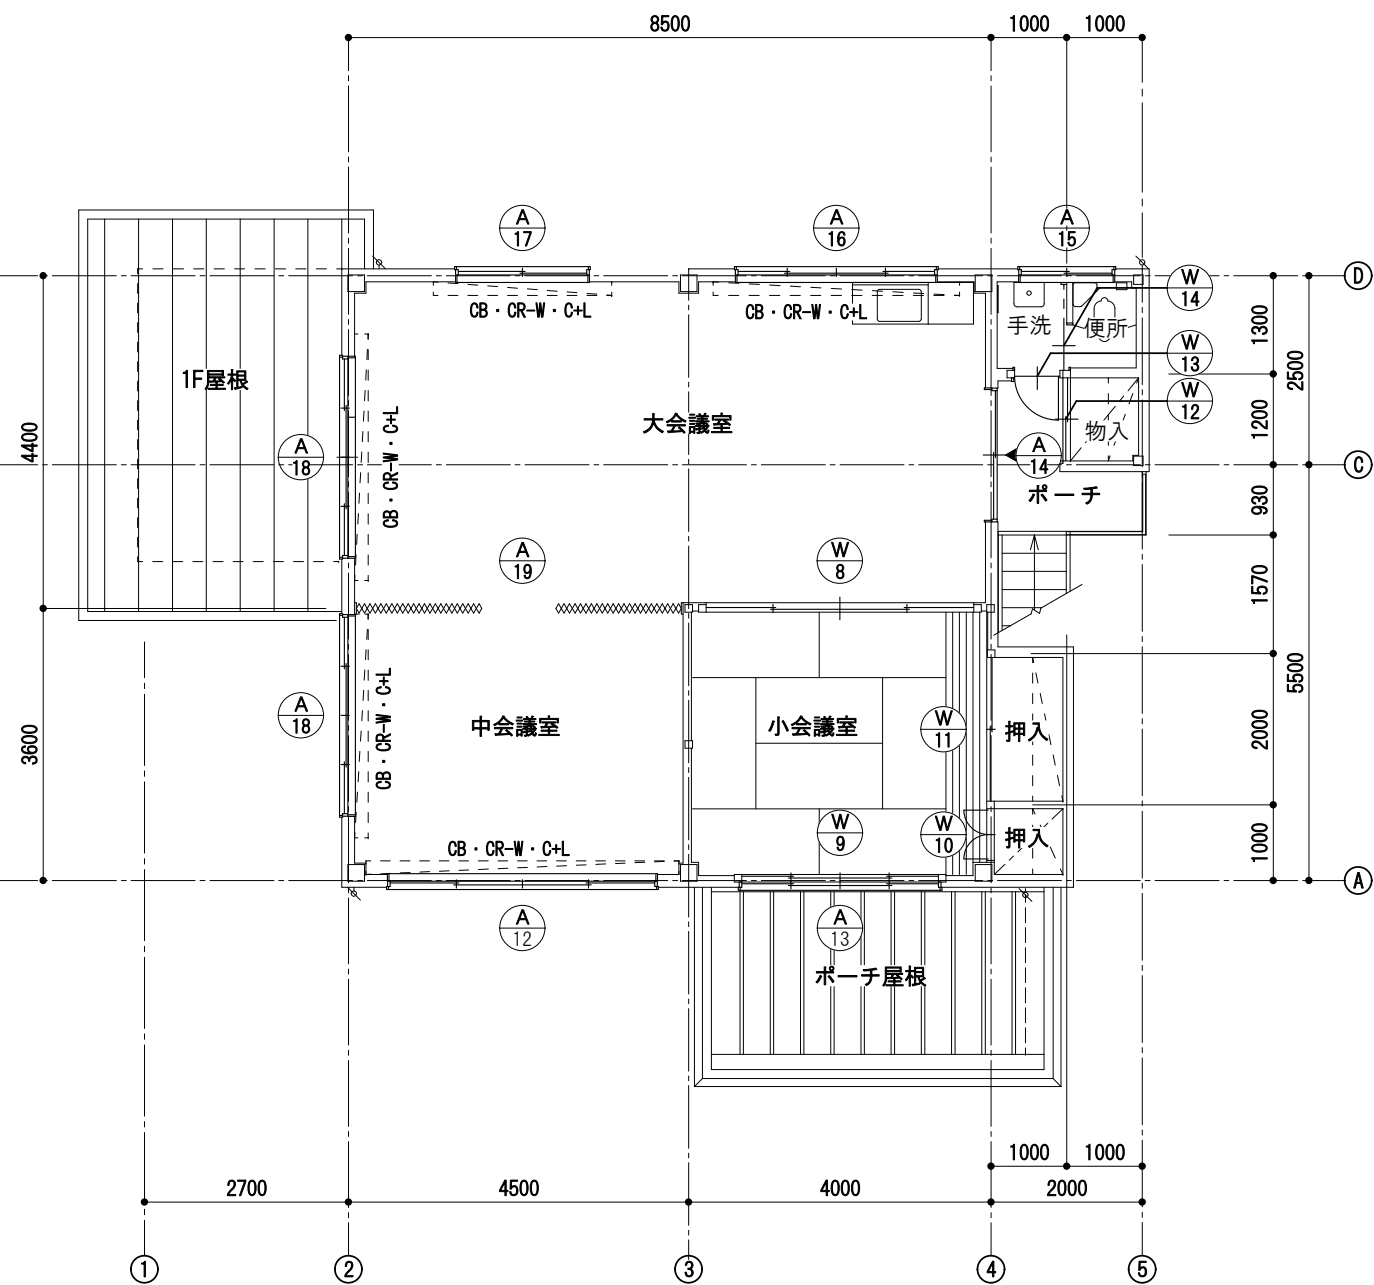 8500
1000
1000
A
17
A
16
A
15
D
W
14
CB・CR-W・C+L
CB・CR-W・C+L
手洗
便所
1300
W
13
2500
1F屋根
CB・CR-W・C+L
大会議室
W
12
物入
1200
4400
A
18
A
14
C
ポーチ
930
A
19
W
8
1570
CB・CR-W・C+L
5500
A
18
中会議室
小会議室
W
11
押入
2000
3600
CB・CR-W・C+L
W
9
W
10
押入
1000
A
A
12
A
13
ポーチ屋根
1000
1000
2700
4500
4000
2000
1
2
3
4
5